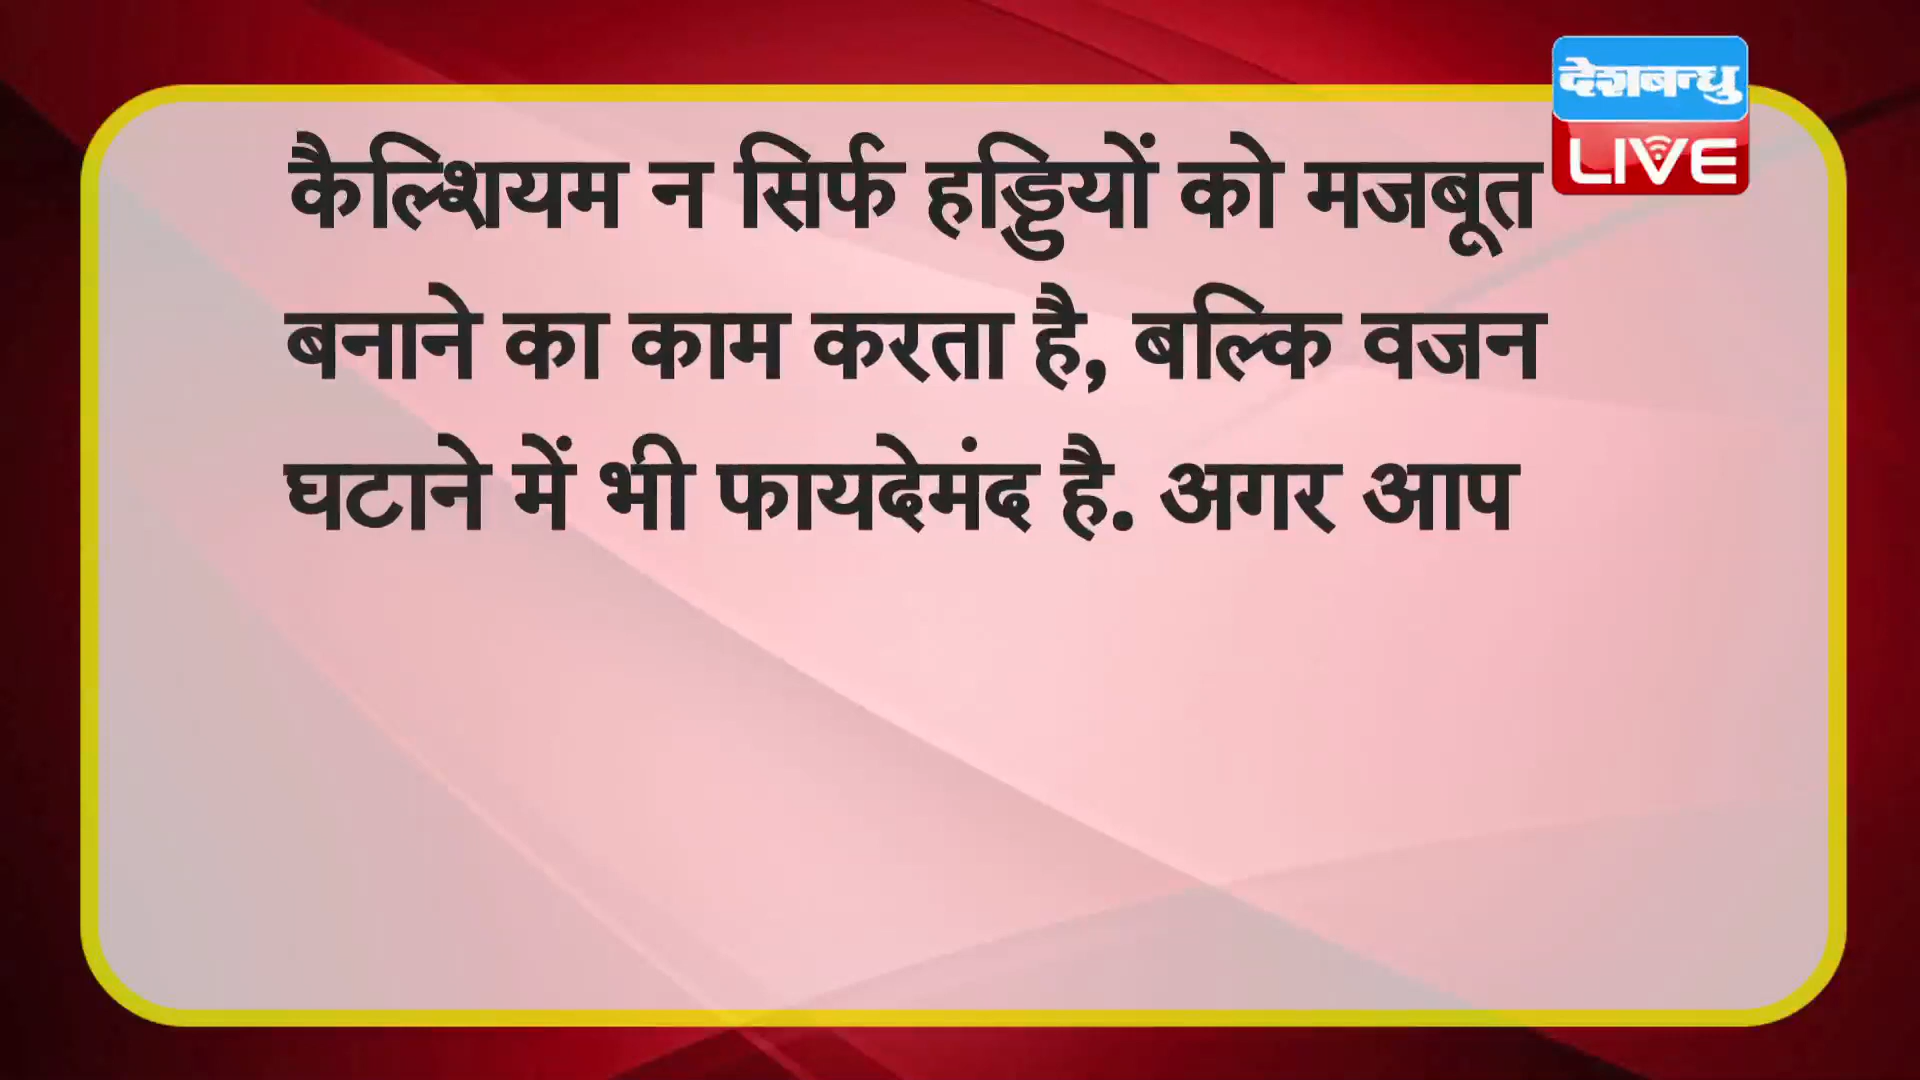 देशबन्धु
LIVE
कैल्शियम न सिर्फ हड्डियों को मजबूत
बनाने का काम करता है, बल्कि वजन
घटाने में भी फायदेमंद है. अगर आप